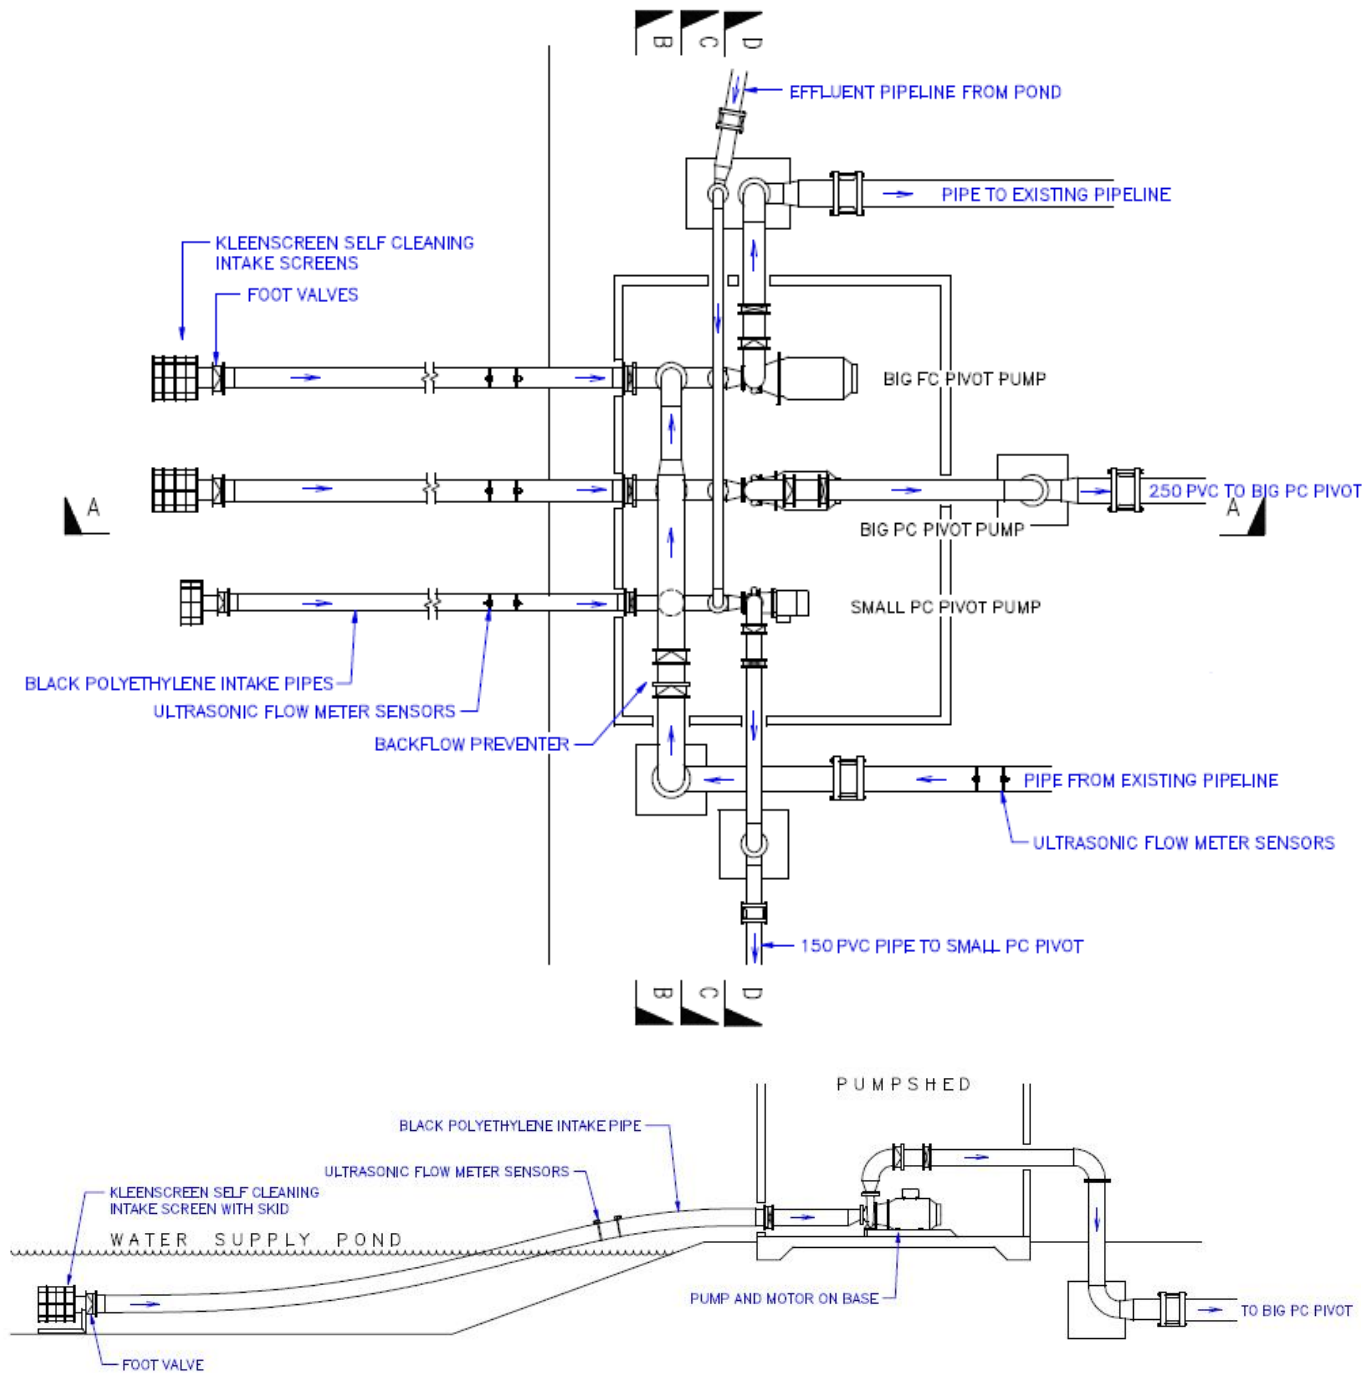 B C D
EFFLUENT PIPELINE FROM POND
PIPE TO EXISTING PIPELINE
KLEENSCREEN SELF CLEANING
INTAKE SCREENS
FOOT VALVES
BIG FC PIVOT PUMP
A
250 PVC TO BIG PC PIVOT
A
BIG PC PIVOT PUMP
SMALL PC PIVOT PUMP
BLACK POLYETHYLENE INTAKE PIPES
ULTRASONIC FLOW METER SENSORS
BACKFLOW PREVENTER
PIPE FROM EXISTING PIPELINE
ULTRASONIC FLOW METER SENSORS
150 PVC PIPE TO SMALL PC PIVOT
B C D
PUMPSHED
BLACK POLYETHYLENE INTAKE PIPE
ULTRASONIC FLOW METER SENSORS
KLEENSCREEN SELF CLEANING
INTAKE SCREEN WITH SKID
WATER SUPPLY POND
PUMP AND MOTOR ON BASE
TO BIG PC PIVOT
FOOT VALVE